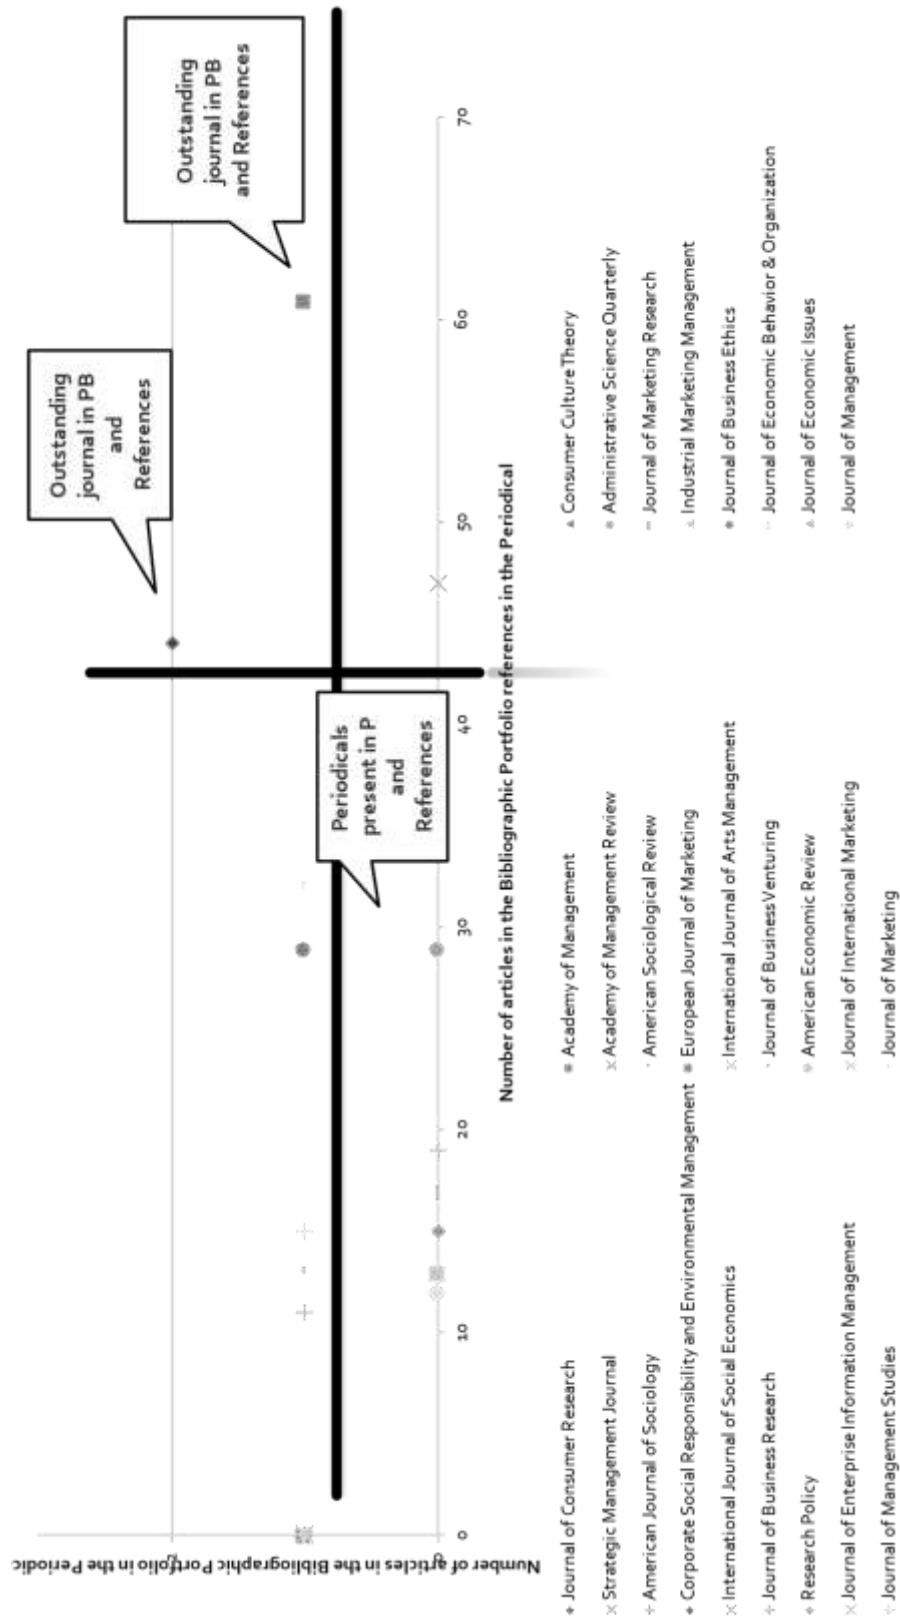 Outstanding
journal in PB
and
References
Outstanding
journal in PB
and References
Periodicals
present in P
and
References
Number of articles in the Bibliographic Portfolio in the Periodic
0
10
20
30
40
50
60
70
Number of articles in the Bibliographic Portfolio references in the Periodical
Journal of Consumer Research
Academy of Management
Consumer Culture Theory
Strategic Management Journal
Academy of Management Review
Administrative Science Quarterly
American Journal of Sociology
American Sociological Review
Journal of Marketing Research
Corporate Social Responsibility and Environmental Management
European Journal of Marketing
Industrial Marketing Management
International Journal of Social Economics
International Journal of Arts Management
Journal of Business Ethics
Journal of Business Research
Journal of Business Venturing
Journal of Economic Behavior & Organization
Research Policy
American Economic Review
Journal of Economic Issues
Journal of Enterprise Information Management
Journal of International Marketing
Journal of Management
Journal of Management Studies
Journal of Marketing